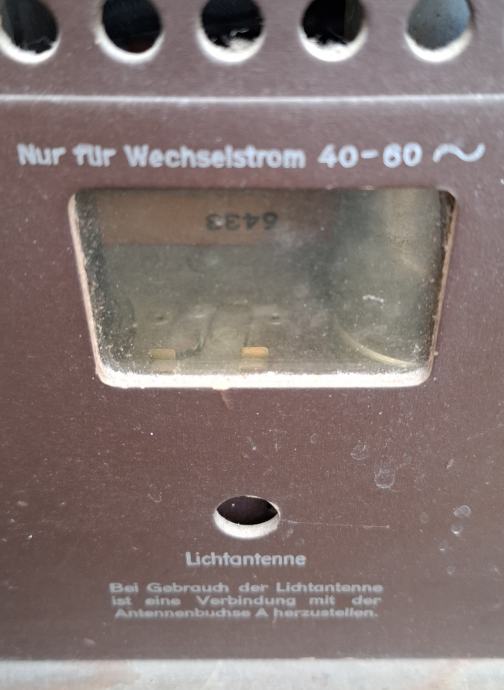 Nur für Wechselstrom 40-60 ~
6433
Lichtantenne
Bei Gebrauch der Lichtantenne
ist eine Verbindung mit der
Antennenbuchse A herzustellen.